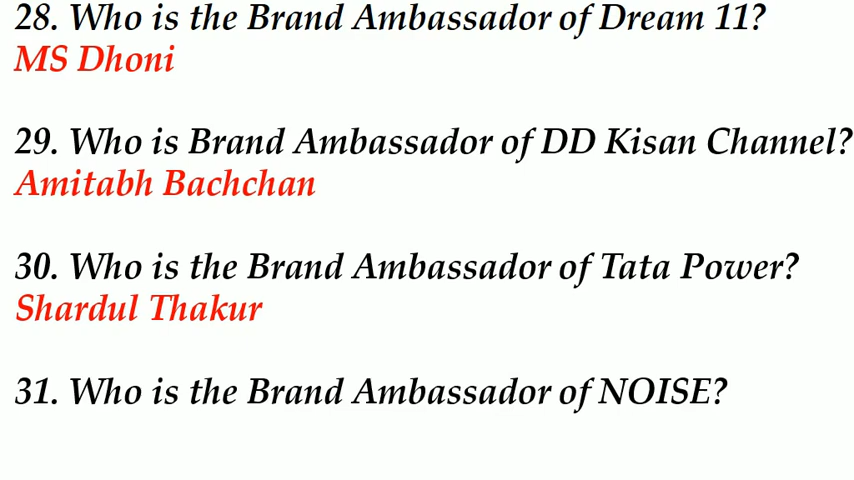 28. Who is the Brand Ambassador of Dream 11?
MS Dhoni
29. Who is Brand Ambassador of DD Kisan Channel?
Amitabh Bachchan
30. Who is the Brand Ambassador of Tata Power?
Shardul Thakur
31. Who is the Brand Ambassador of NOISE?